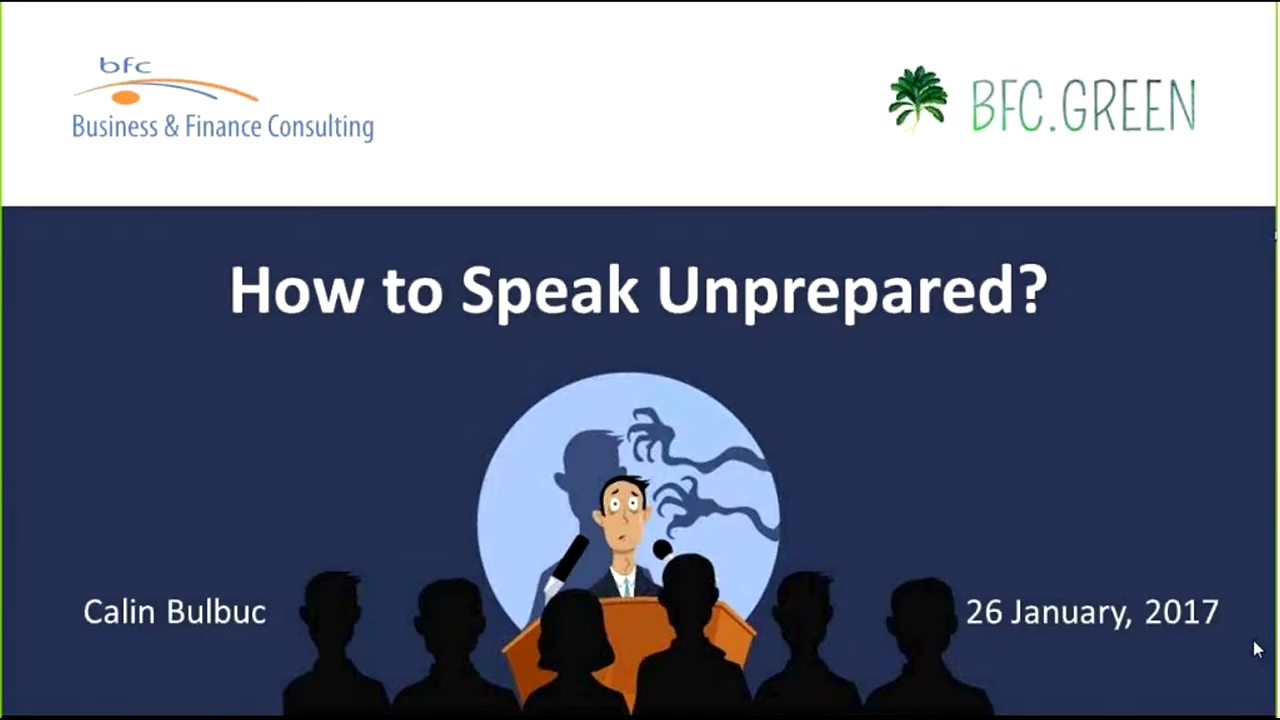 bfc
Business & Finance Consulting
BFC.GREEN
How to Speak Unprepared?
Calin Bulbuc
26 January, 2017